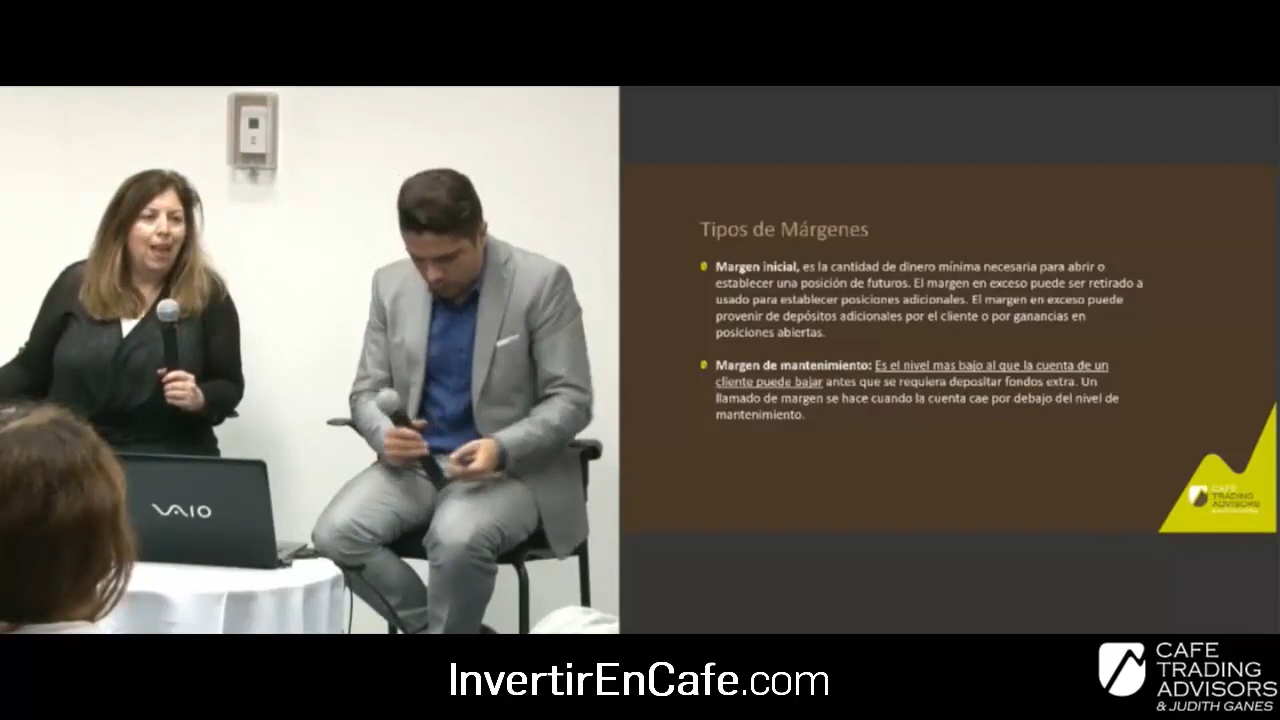 Tipos de Márgenes
Margen inicial, es la cantidad de dinero mínima necesaria para abrir o
establecer una posición de futuros. El margen en exceso puede ser retirado a
usado para establecer posiciones adicionales. El margen en exceso puede
provenir de depósitos adicionales por el cliente o por ganancias en
posiciones abiertas.
Margen de mantenimiento: Es el nivel mas bajo al que la cuenta de un
cliente puede bajar antes que se requiera depositar fondos extra. Un
llamado de margen se hace cuando la cuenta cae por debajo del nivel de
mantenimiento.
CAFE
TRADING
ADVISORS
VAIO
InvertirEnCafe.com
CAFE
TRADING
ADVISORS
& JUDITH GANES